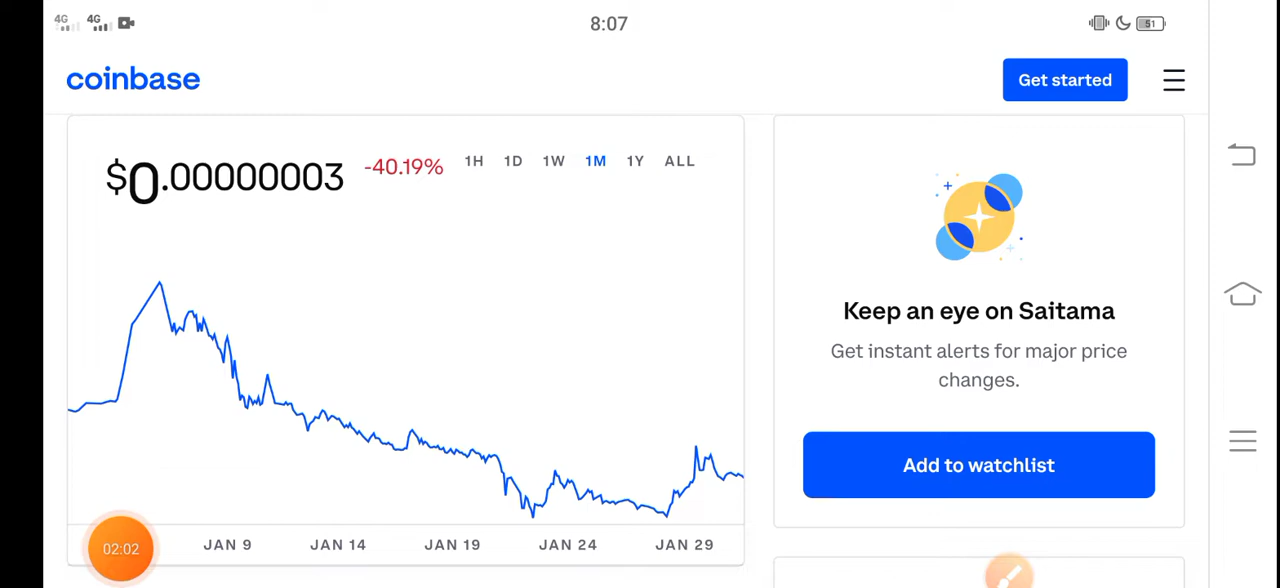 4G 4G 8:07 51
coinbase
Get started
$0.00000003 -40.19% 1H 1D 1W 1M 1Y ALL
Keep an eye on Saitama
Get instant alerts for major price
changes.
Add to watchlist
JAN 9 JAN 14 JAN 19 JAN 24 JAN 29
02:02